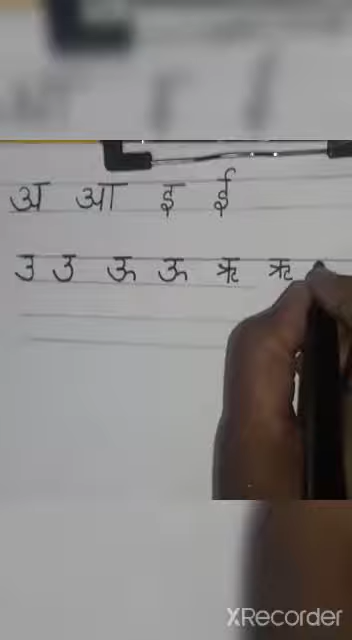 अ आ इ ई
उ उ ऊ ऊ ऋ ऋ
XRecorder